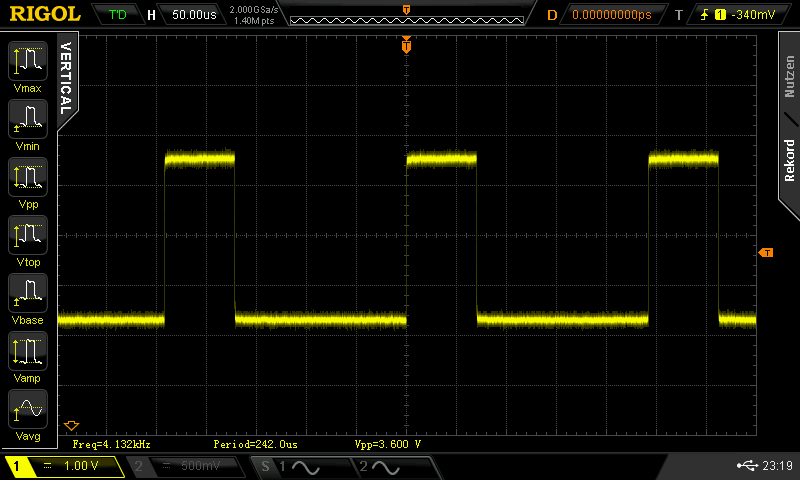 RIGOL T'D H 50.00us 2.000GSa/s D 0.00000000ps T 1 -340mV
1.40M pts
T
T
VERTICAL
Vmax
Vmin
Vpp
Vtop
Vbase
Vamp
Vavg
Nutzen
Rekord
T
Freq=4.132kHz Period=242.0us Vpp=3.600 V
1 1.00 V 2 500mV S 1 2 23:19